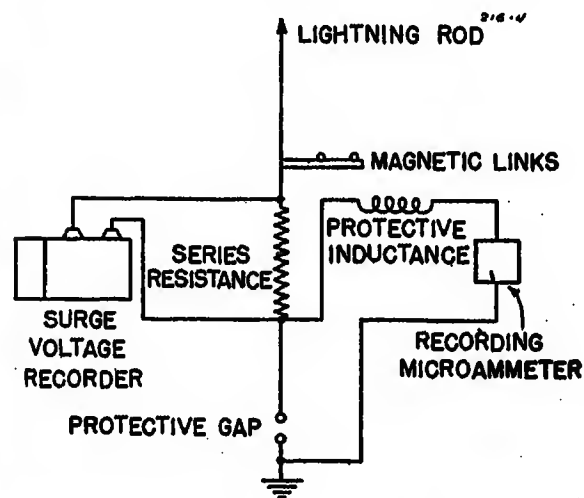 LIGHTNING ROD
MAGNETIC LINKS
SERIES
RESISTANCE
PROTECTIVE
INDUCTANCE
SURGE
VOLTAGE
RECORDER
RECORDING
MICROAMMETER
PROTECTIVE GAP